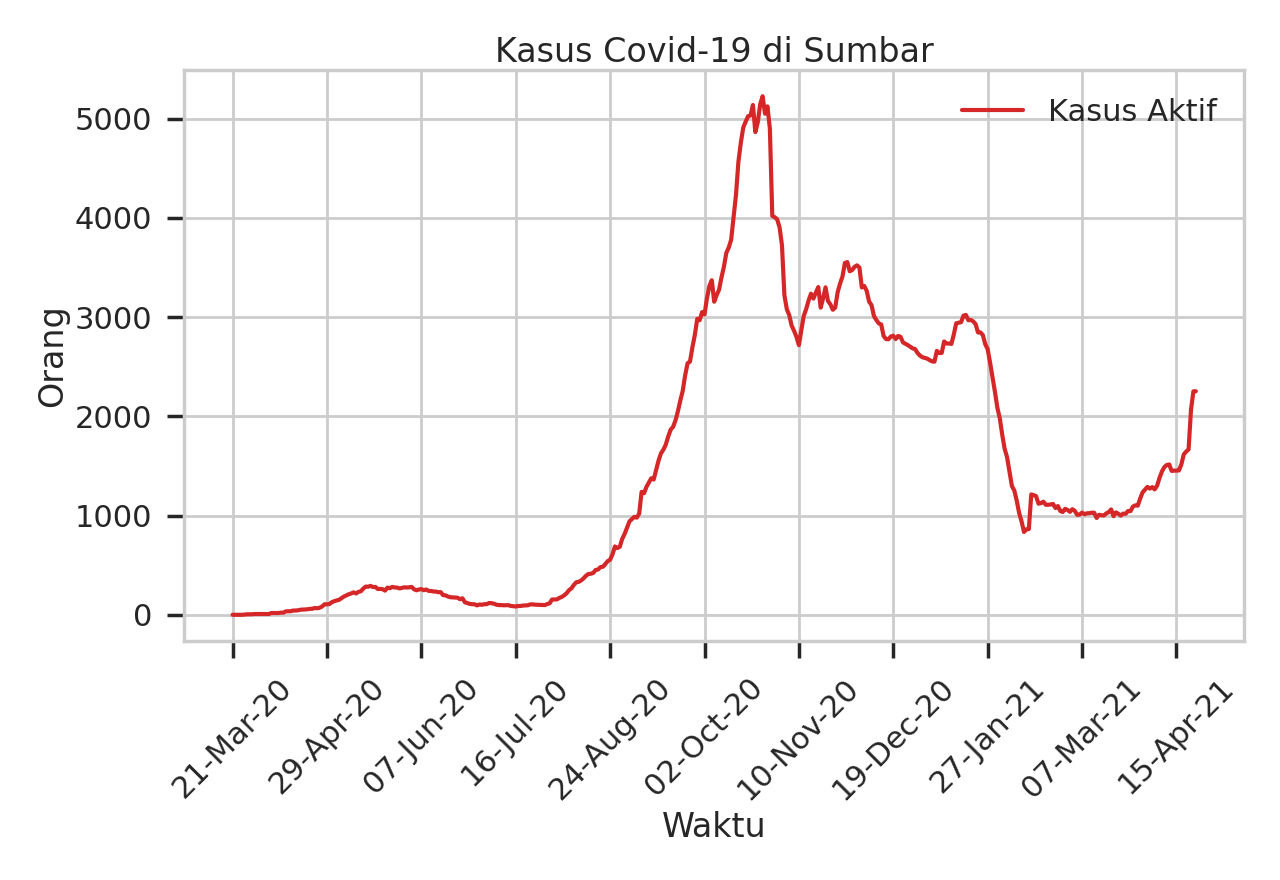 Kasus Covid-19 di Sumbar
Kasus Aktif
Orang
5000
4000
3000
2000
1000
0
21-Mar-20
29-Apr-20
07-Jun-20
16-Jul-20
24-Aug-20
02-Oct-20
10-Nov-20
19-Dec-20
27-Jan-21
07-Mar-21
15-Apr-21
Waktu